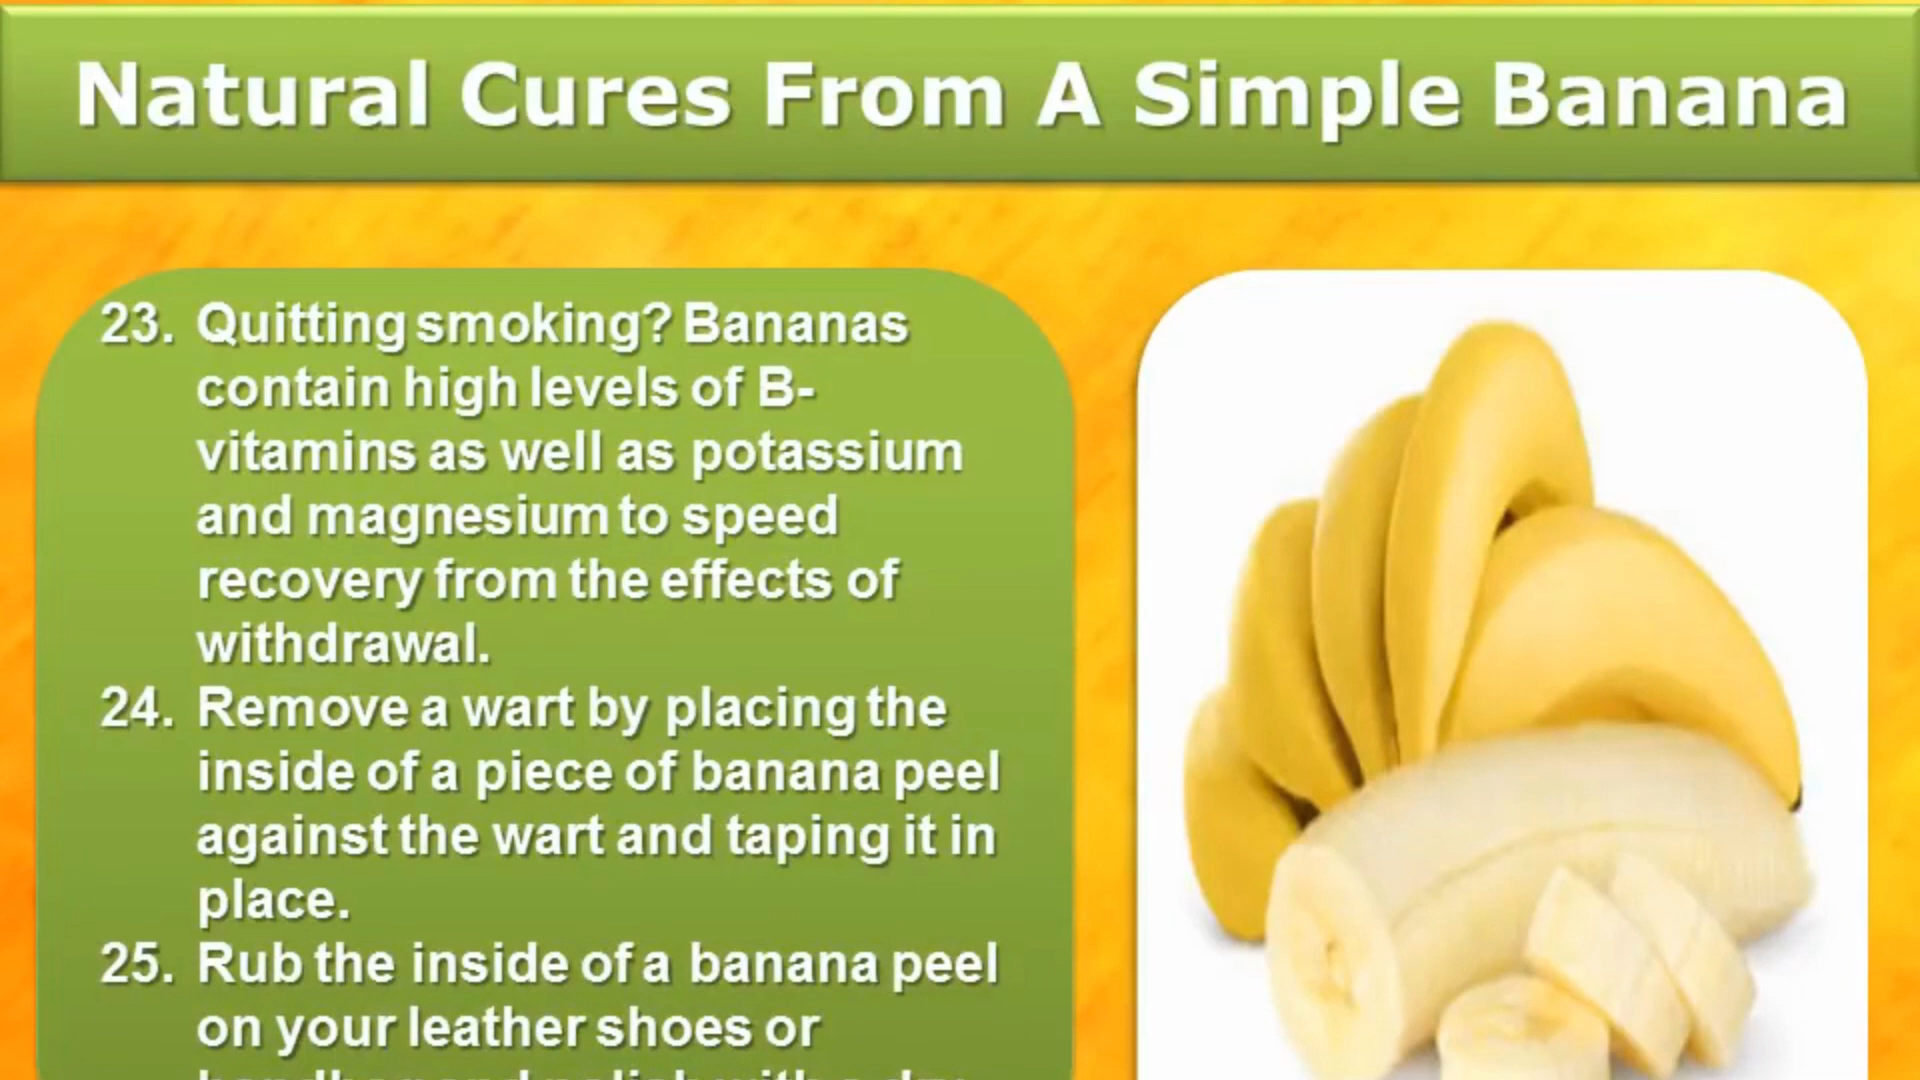 Natural Cures From A Simple Banana
23. Quitting smoking? Bananas
contain high levels of B-
vitamins as well as potassium
and magnesium to speed
recovery from the effects of
withdrawal.
24. Remove a wart by placing the
inside of a piece of banana peel
against the wart and taping it in
place.
25. Rub the inside of a banana peel
on your leather shoes or